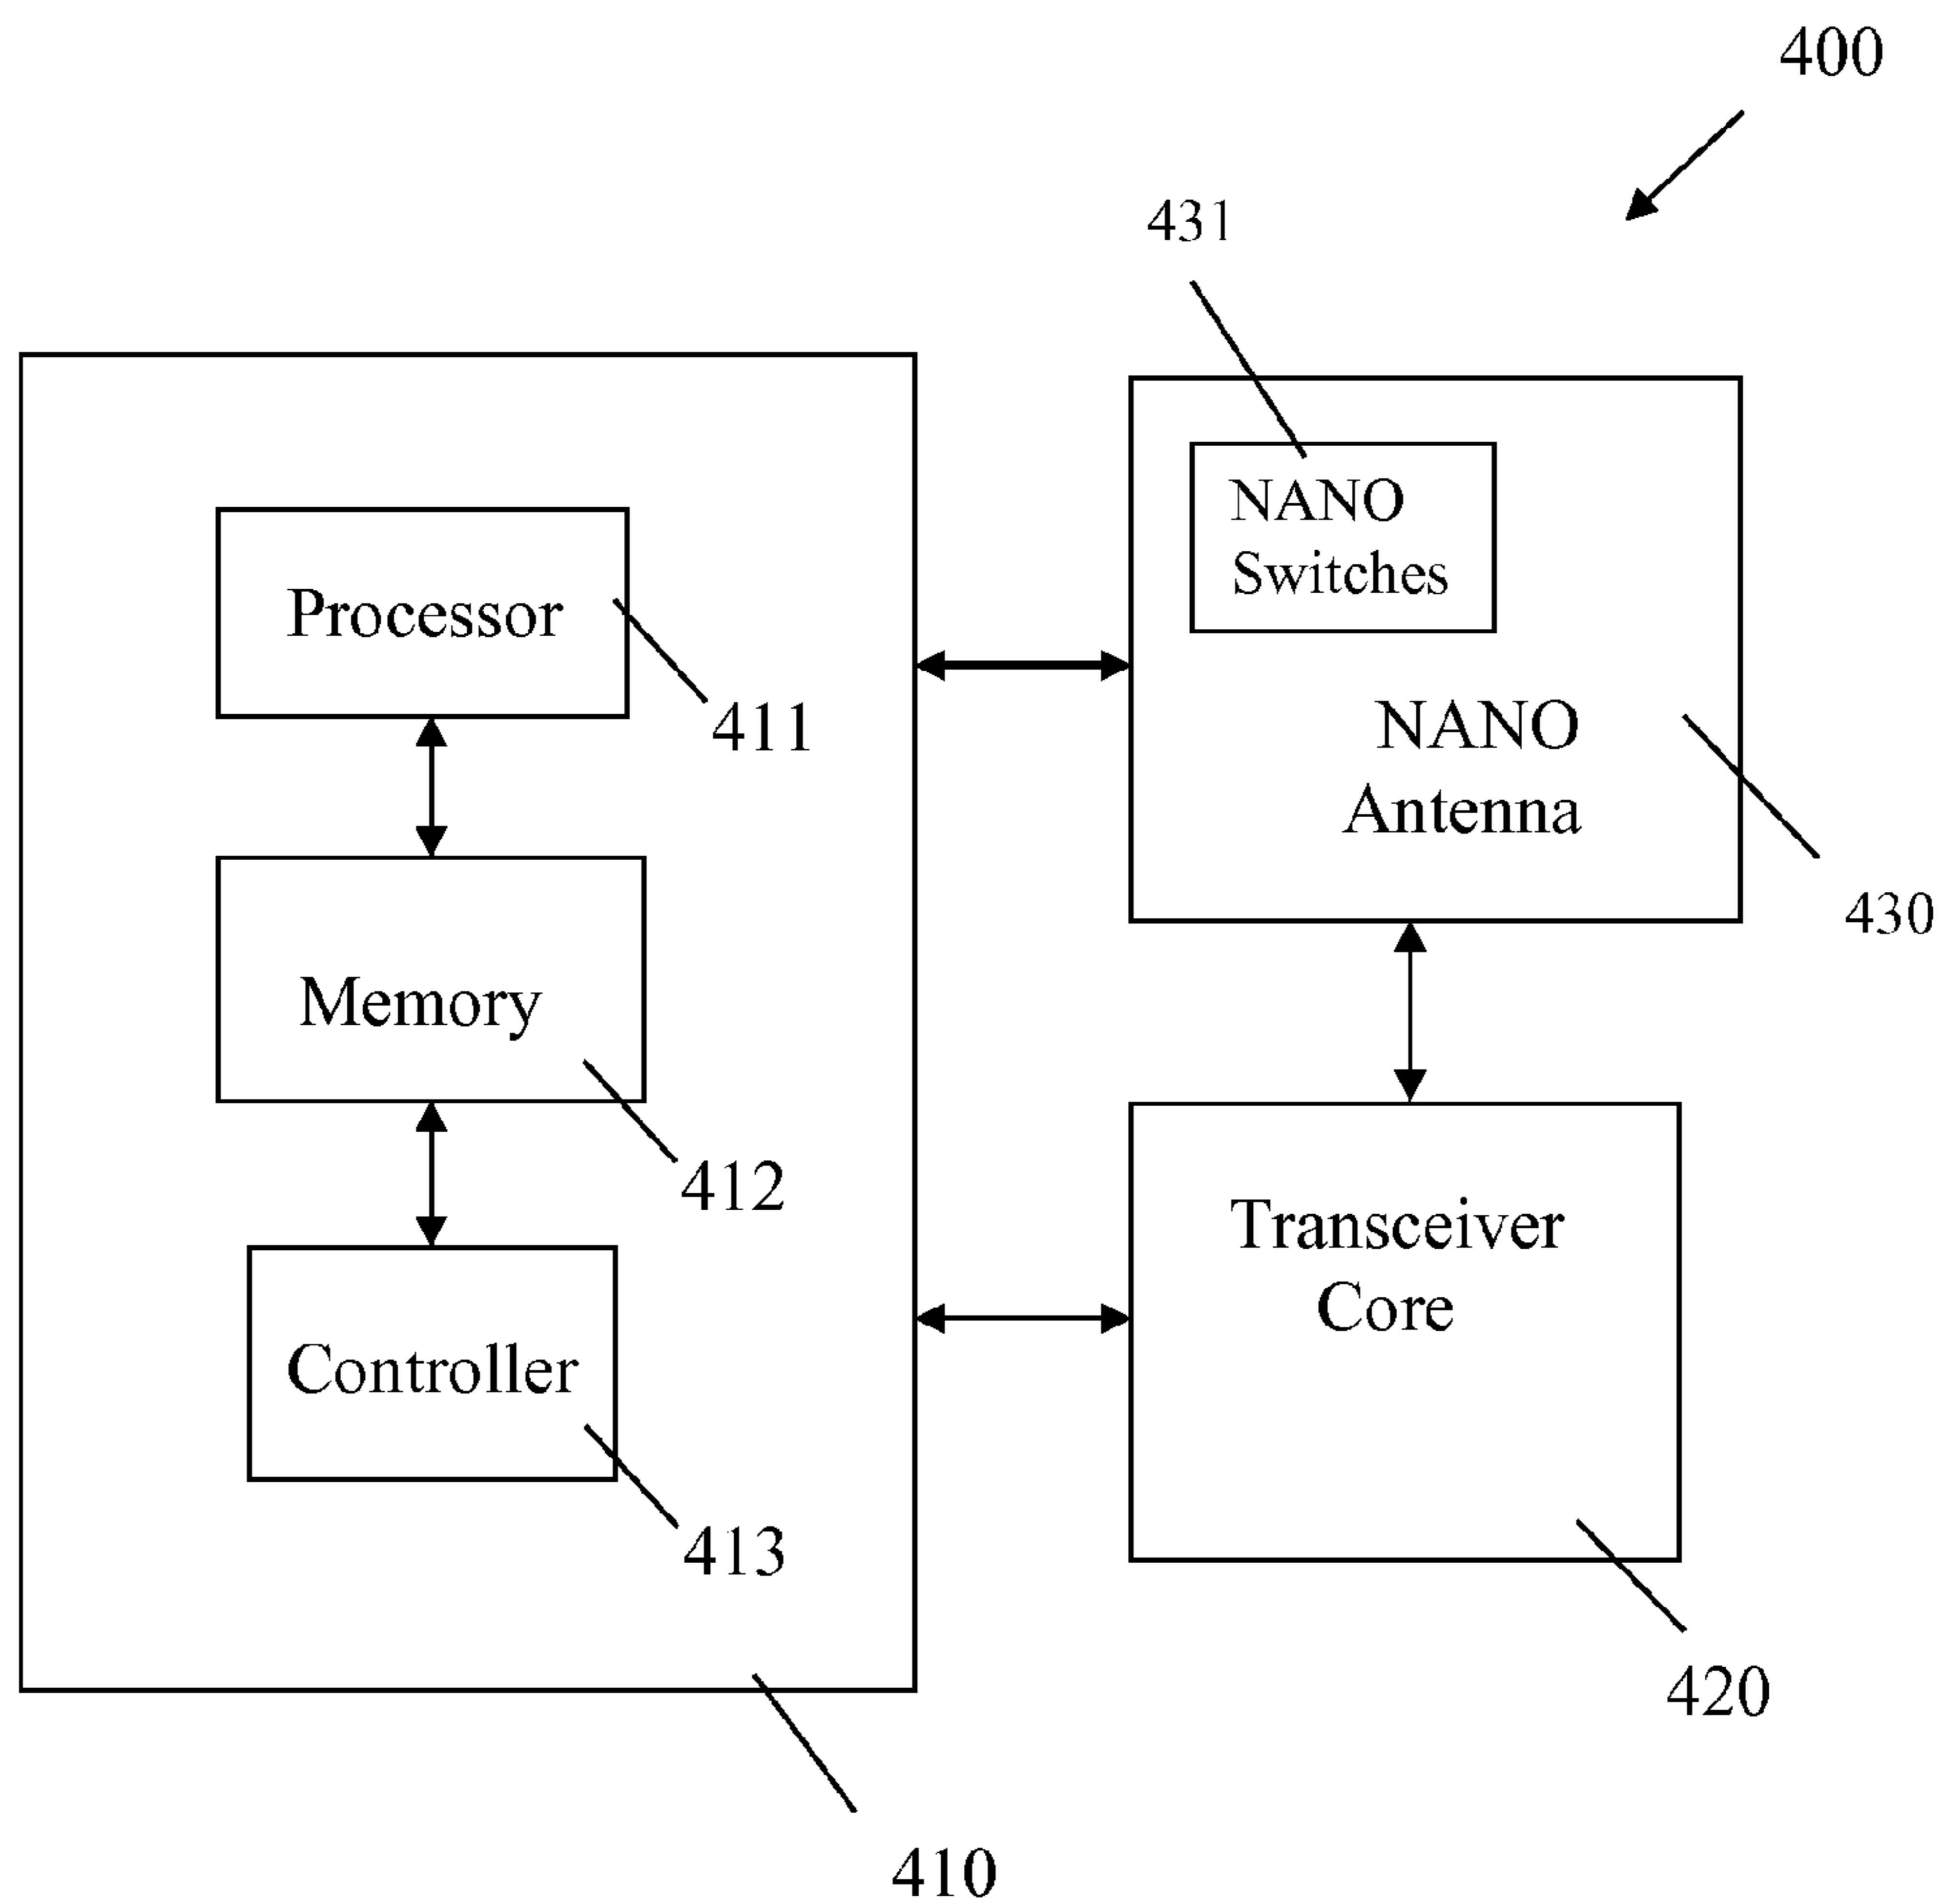 400
431
NANO
Switches
Processor
411
NANO
Antenna
430
Memory
412
Transceiver
Core
Controller
413
420
410